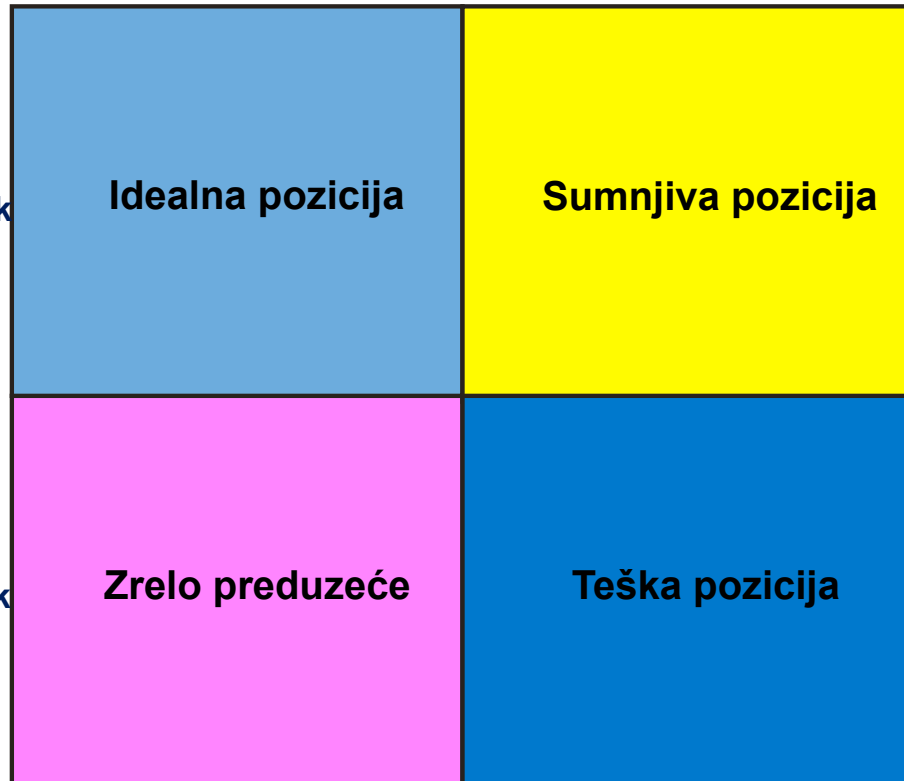 Idealna pozicija
Sumnjiva pozicija
Zrelo preduzeće
Teška pozicija